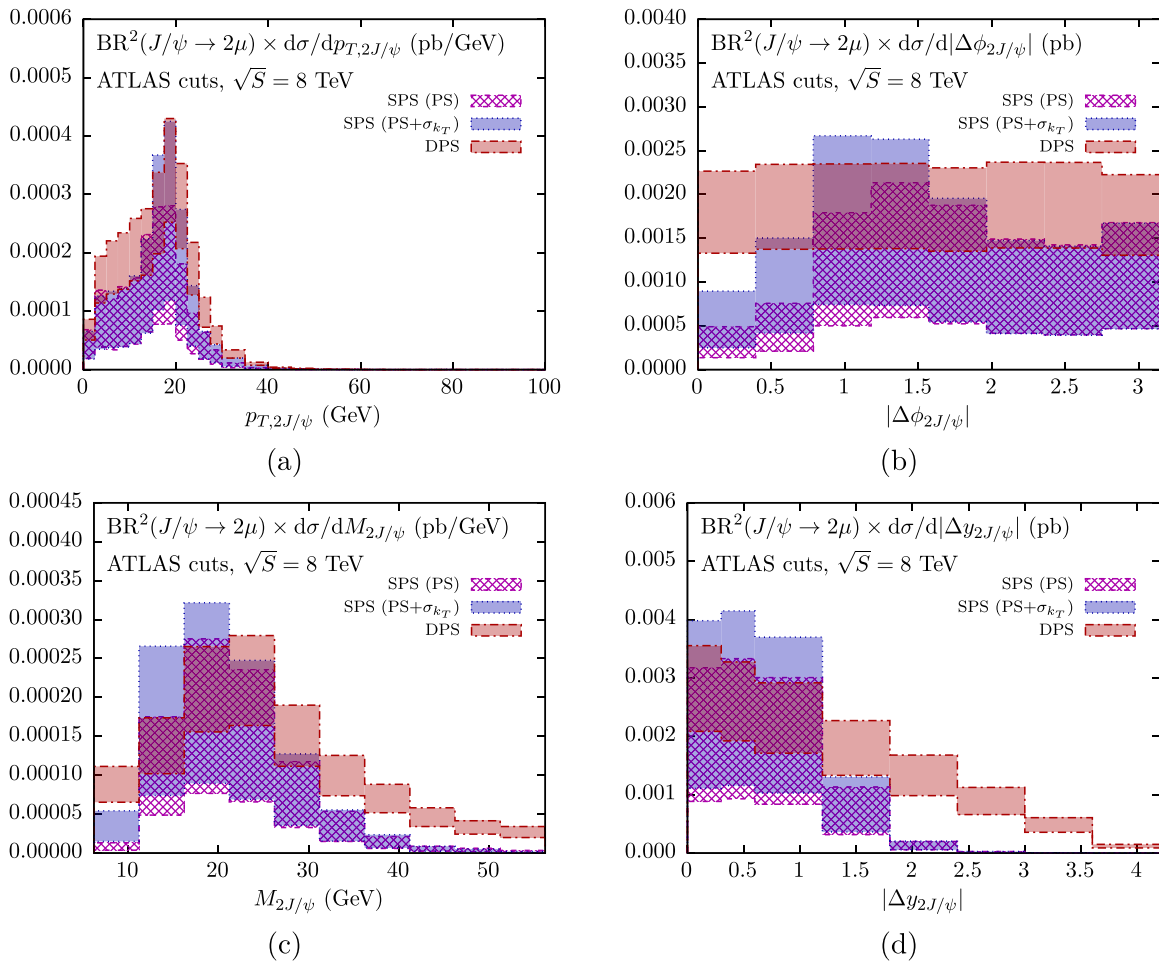 0.0006
0.0005
0.0004
0.0003
0.0002
0.0001
0.0000
BR²(J/ψ → 2μ) × dσ/dp_{T,2J/ψ} (pb/GeV)
ATLAS cuts, √S = 8 TeV
SPS (PS)
SPS (PS+σ_{k_T})
DPS
0 20 40 60 80 100
p_{T,2J/ψ} (GeV)
(a)
0.0040
0.0035
0.0030
0.0025
0.0020
0.0015
0.0010
0.0005
0.0000
BR²(J/ψ → 2μ) × dσ/d|Δϕ_{2J/ψ}| (pb)
ATLAS cuts, √S = 8 TeV
SPS (PS)
SPS (PS+σ_{k_T})
DPS
0 0.5 1 1.5 2 2.5 3
|Δϕ_{2J/ψ}|
(b)
0.00045
0.00040
0.00035
0.00030
0.00025
0.00020
0.00015
0.00010
0.00005
0.00000
BR²(J/ψ → 2μ) × dσ/dM_{2J/ψ} (pb/GeV)
ATLAS cuts, √S = 8 TeV
SPS (PS)
SPS (PS+σ_{k_T})
DPS
10 20 30 40 50
M_{2J/ψ} (GeV)
(c)
0.006
0.005
0.004
0.003
0.002
0.001
0.000
BR²(J/ψ → 2μ) × dσ/d|Δy_{2J/ψ}| (pb)
ATLAS cuts, √S = 8 TeV
SPS (PS)
SPS (PS+σ_{k_T})
DPS
0 0.5 1 1.5 2 2.5 3 3.5 4
|Δy_{2J/ψ}|
(d)